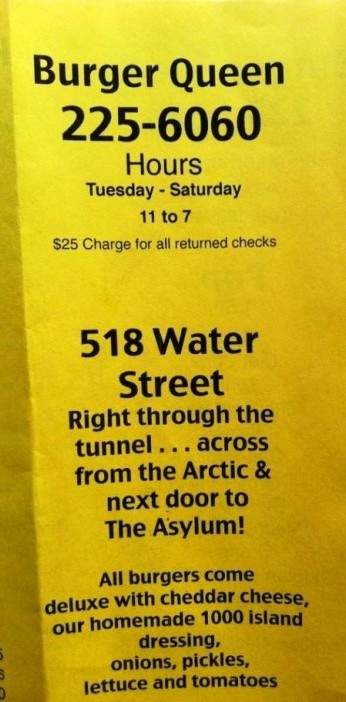 Burger Queen
225-6060
Hours
Tuesday - Saturday
11 to 7
$25 Charge for all returned checks
518 Water
Street
Right through the
tunnel . . . across
from the Arctic &
next door to
The Asylum!
All burgers come
deluxe with cheddar cheese,
our homemade 1000 island
dressing,
onions, pickles,
lettuce and tomatoes